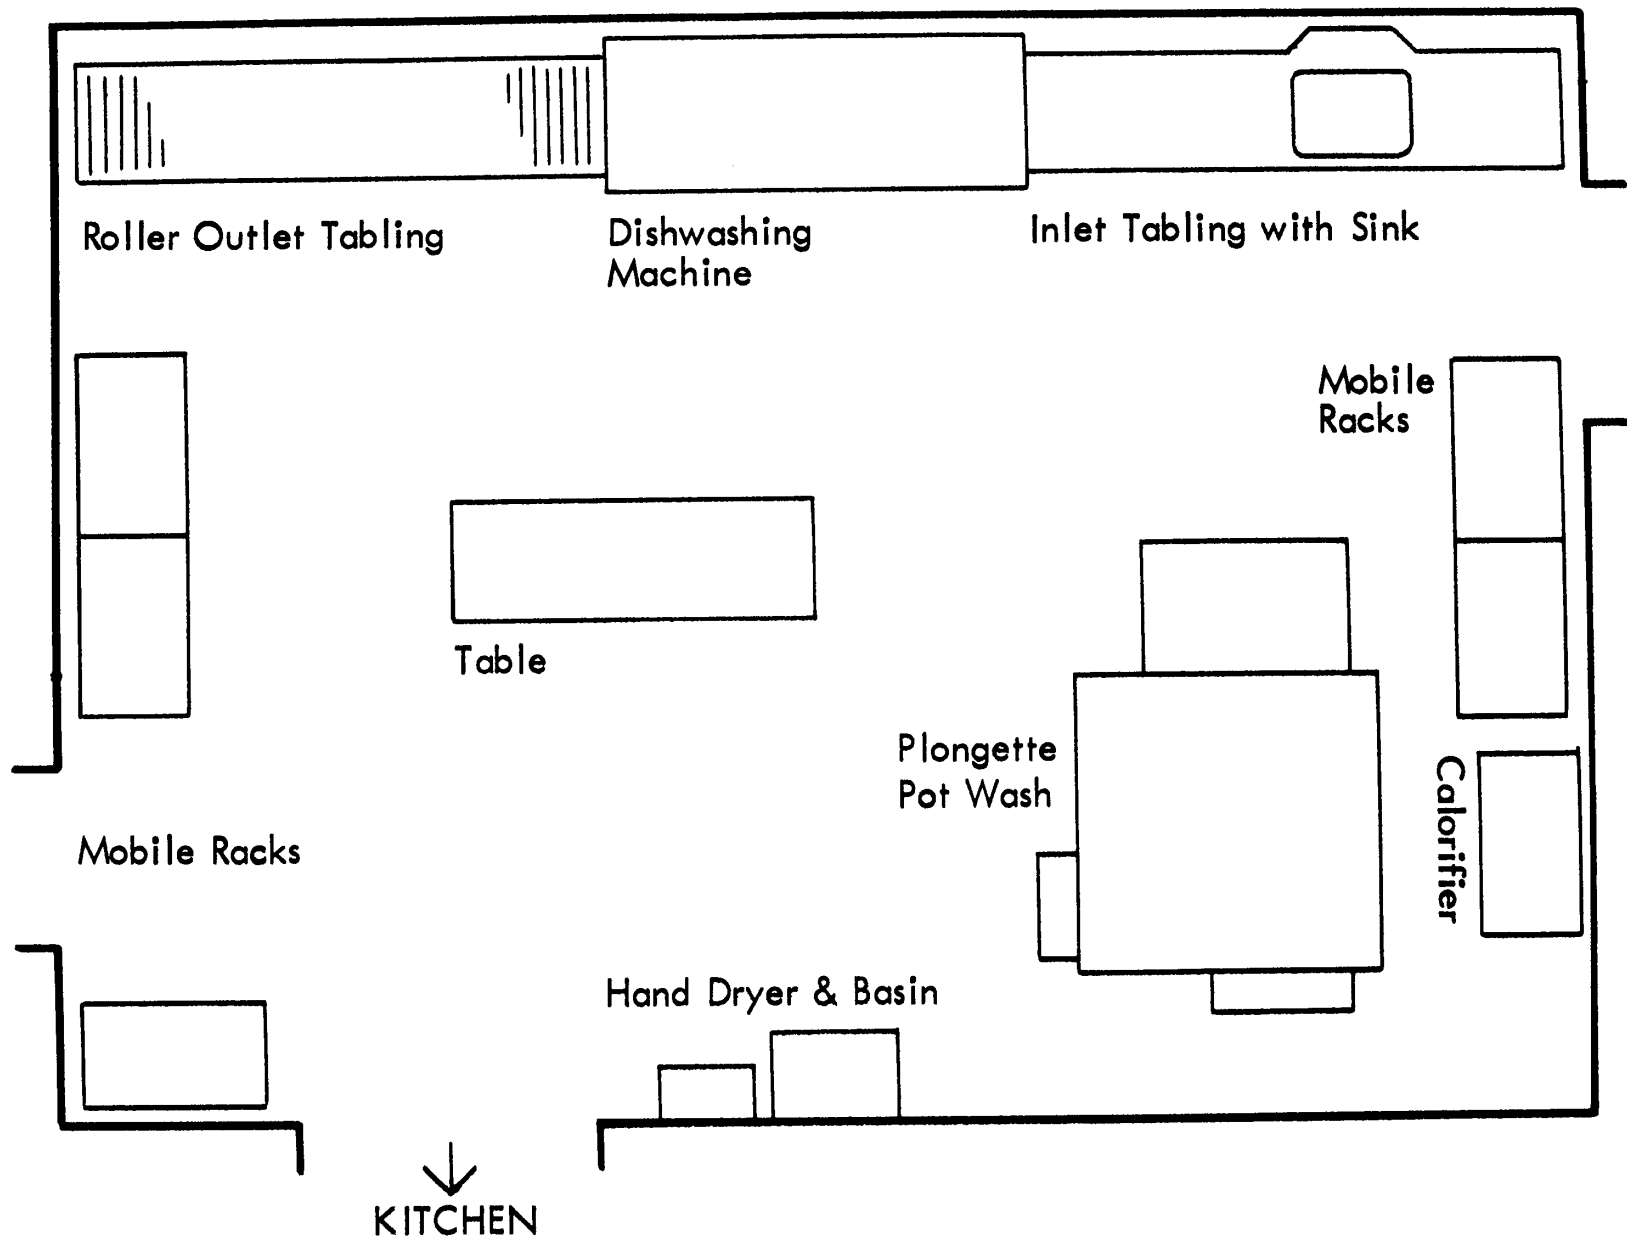 Roller Outlet Tabling
Dishwashing
Machine
Inlet Tabling with Sink
Mobile
Racks
Table
Plongette
Pot Wash
Calorifier
Mobile Racks
Hand Dryer & Basin
KITCHEN